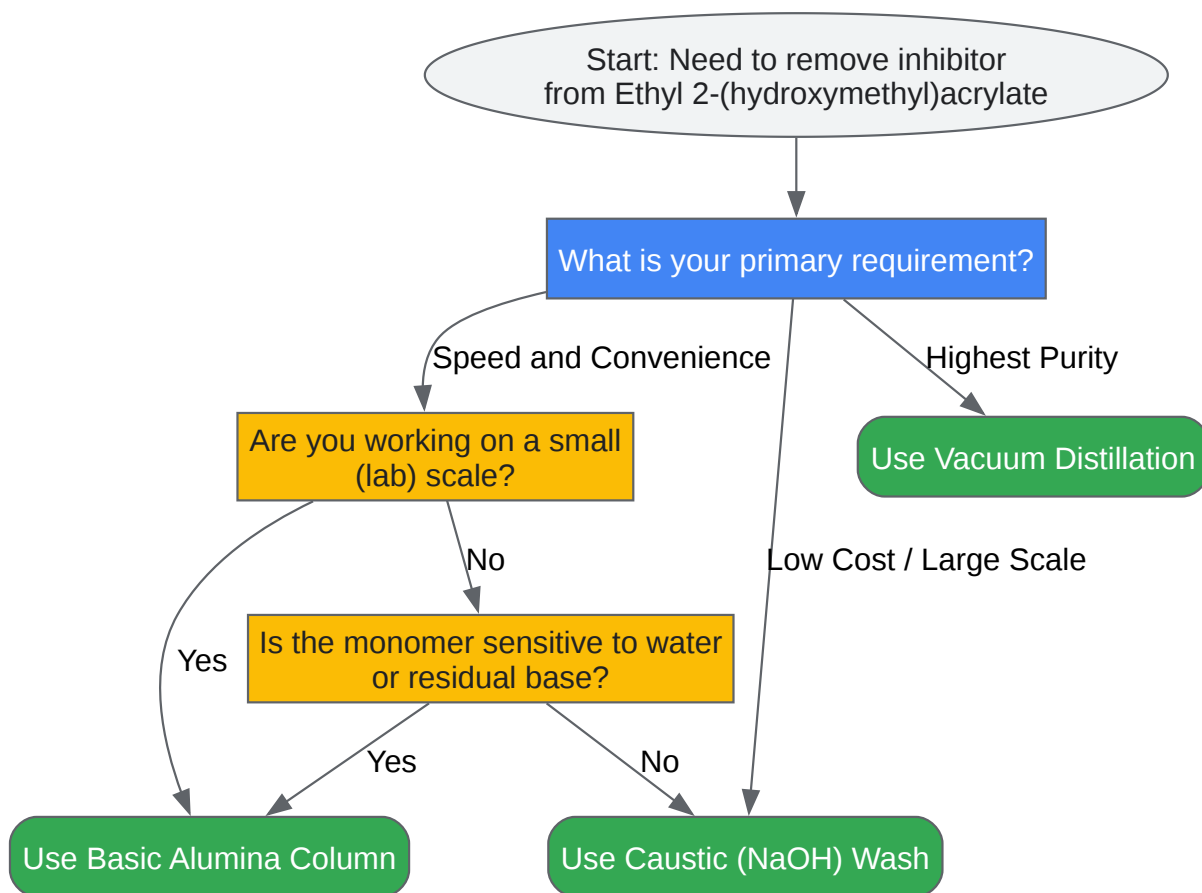 Start: Need to remove inhibitor
from Ethyl 2-(hydroxymethyl)acrylate
What is your primary requirement?
Speed and Convenience
Highest Purity
Are you working on a small
(lab) scale?
Use Vacuum Distillation
No
Low Cost / Large Scale
Is the monomer sensitive to water
or residual base?
Yes
Yes
No
Use Basic Alumina Column
Use Caustic (NaOH) Wash